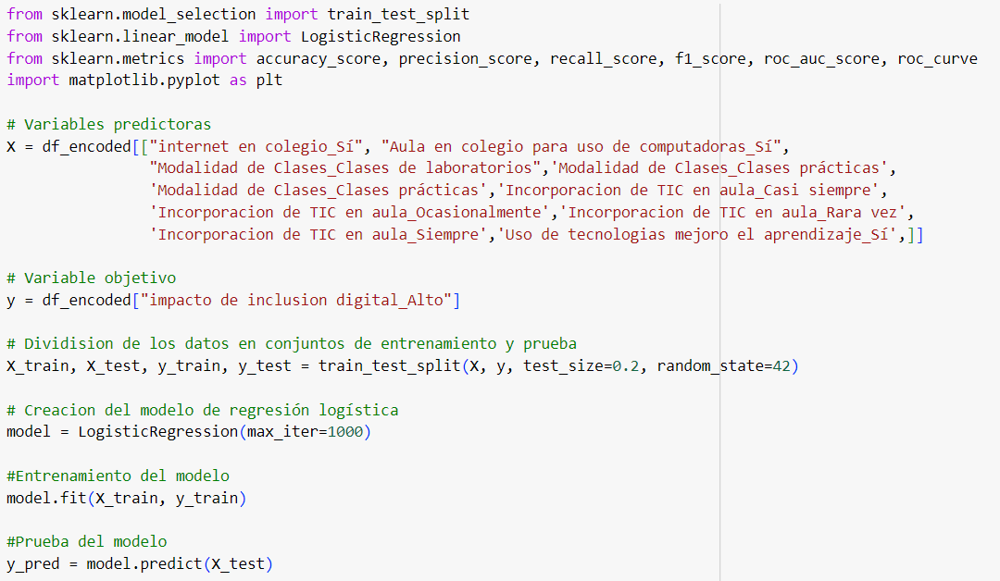 from sklearn.model_selection import train_test_split
from sklearn.linear_model import LogisticRegression
from sklearn.metrics import accuracy_score, precision_score, recall_score, f1_score, roc_auc_score, roc_curve
import matplotlib.pyplot as plt
# Variables predictoras
X = df_encoded[["internet en colegio_Sí", "Aula en colegio para uso de computadoras_Sí",
"Modalidad de Clases_Clases de laboratorios",'Modalidad de Clases_Clases prácticas',
'Modalidad de Clases_Clases prácticas','Incorporacion de TIC en aula_Casi siempre',
'Incorporacion de TIC en aula_Ocasionalmente','Incorporacion de TIC en aula_Rara vez',
'Incorporacion de TIC en aula_Siempre','Uso de tecnologias mejoro el aprendizaje_Sí',]]
# Variable objetivo
y = df_encoded["impacto de inclusion digital_Alto"]
# Dividision de los datos en conjuntos de entrenamiento y prueba
X_train, X_test, y_train, y_test = train_test_split(X, y, test_size=0.2, random_state=42)
# Creacion del modelo de regresión logística
model = LogisticRegression(max_iter=1000)
#Entrenamiento del modelo
model.fit(X_train, y_train)
#Prueba del modelo
y_pred = model.predict(X_test)